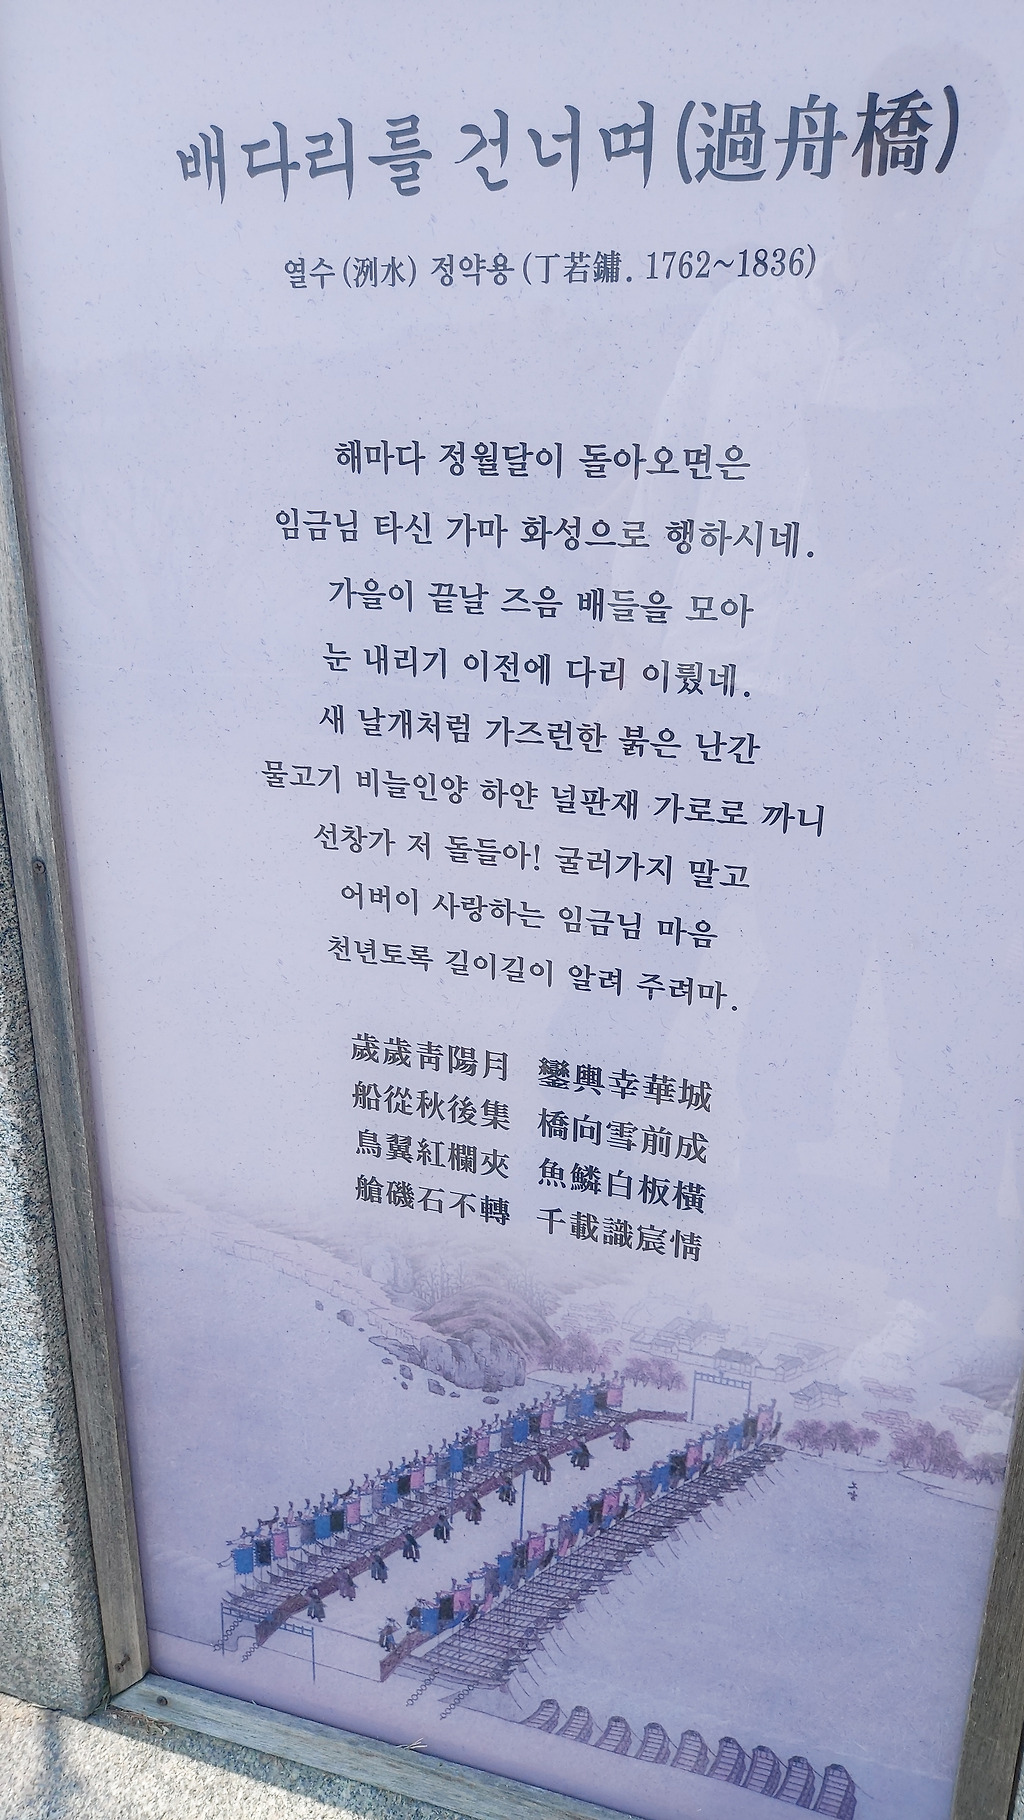 배다리를 건너며(過舟橋)
열수(洌水) 정약용(丁若鏞. 1762~1836)
해마다 정월달이 돌아오면은
임금님 타신 가마 화성으로 행하시네.
가을이 끝날 즈음 배들을 모아
눈 내리기 이전에 다리 이뤘네.
새 날개처럼 가즈런한 붉은 난간
물고기 비늘인양 하얀 널판재 가로로 까니
선창가 저 돌들아! 굴러가지 말고
어버이 사랑하는 임금님 마음
천년토록 길이길이 알려 주려마.
歲歲靑陽月 鑾輿幸華城
船從秋後集 橋向雪前成
鳥翼紅欄夾 魚鱗白板橫
艙磯石不轉 千載識宸情